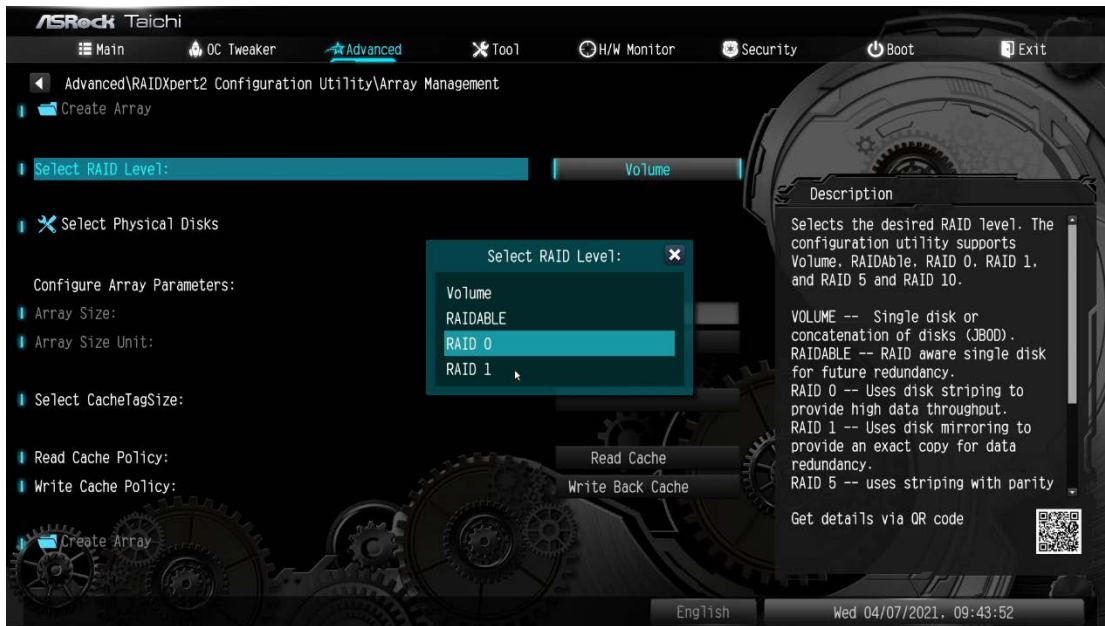 ASRock Taichi
Main OC Tweaker Advanced Tool H/W Monitor Security Boot Exit
Advanced\RAIDXpert2 Configuration Utility\Array Management
Create Array
Select RAID Level: Volume
Select Physical Disks
Configure Array Parameters:
Array Size:
Array Size Unit:
Select CacheTagSize:
Read Cache Policy: Read Cache
Write Cache Policy: Write Back Cache
Create Array
Select RAID Level:
Volume
RAIDABLE
RAID 0
RAID 1
Description
Selects the desired RAID level. The
configuration utility supports
Volume, RAIDAble, RAID 0, RAID 1,
and RAID 5 and RAID 10.
VOLUME -- Single disk or
concatenation of disks (JBOD).
RAIDABLE -- RAID aware single disk
for future redundancy.
RAID 0 -- Uses disk striping to
provide high data throughput.
RAID 1 -- Uses disk mirroring to
provide an exact copy for data
redundancy.
RAID 5 -- uses striping with parity
Get details via QR code
English
Wed 04/07/2021, 09:43:52